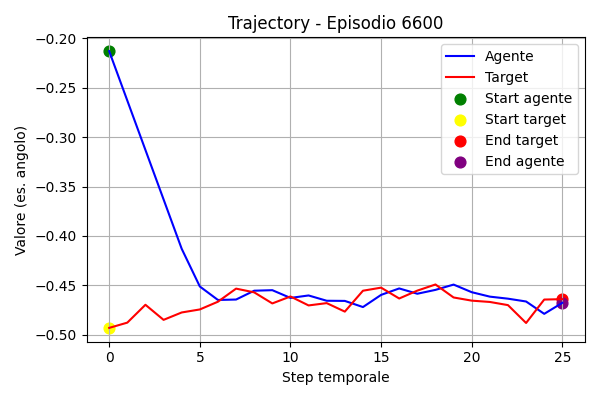 Trajectory - Episodio 6600
Valore (es. angolo)
−0.20
−0.25
−0.30
−0.35
−0.40
−0.45
−0.50
Agente
Target
Start agente
Start target
End target
End agente
0 5 10 15 20 25
Step temporale